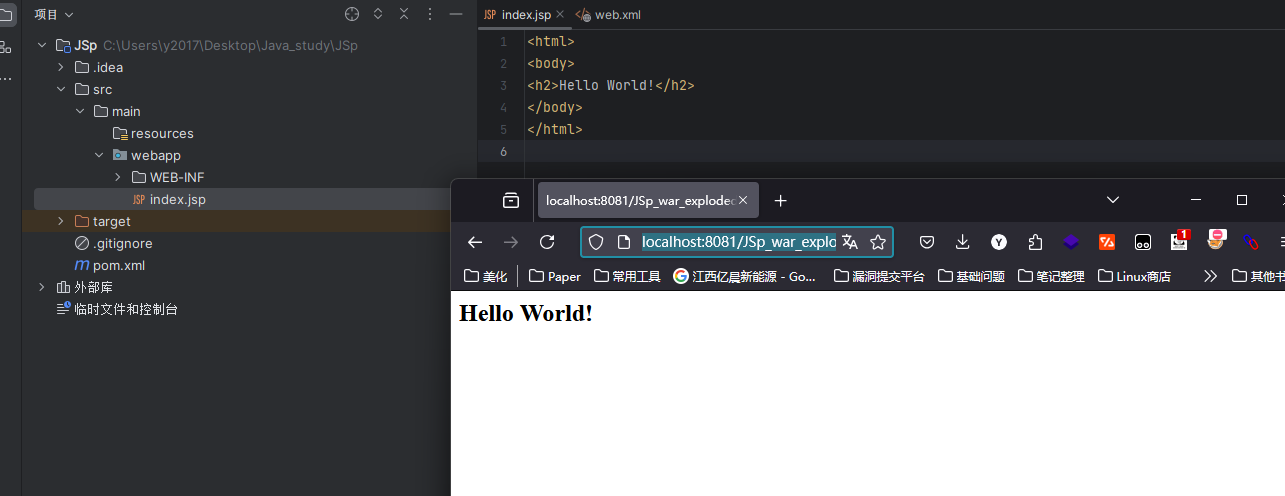 项目
JSp C:\Users\y2017\Desktop\Java_study\JSp
.idea
src
main
resources
webapp
WEB-INF
JSP index.jsp
target
.gitignore
m pom.xml
外部库
临时文件和控制台
JSP index.jsp web.xml
1 <html>
2 <body>
3 <h2>Hello World!</h2>
4 </body>
5 </html>
6
localhost:8081/JSp_war_exploded
localhost:8081/JSp_war_explo
Y
1
美化 Paper 常用工具 江西亿晨新能源 - Go... 漏洞提交平台 基础问题 笔记整理 Linux商店 其他书
Hello World!